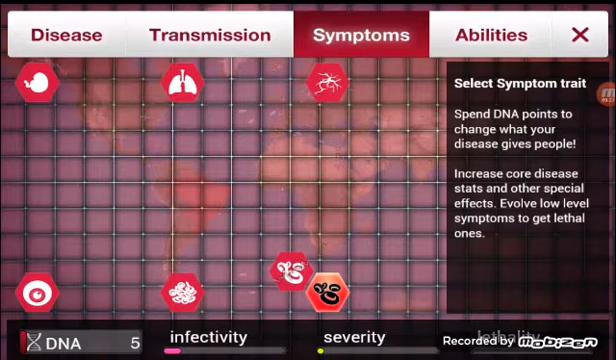 Disease
Transmission
Symptoms
Abilities
X
Select Symptom trait
Spend DNA points to
change what your
disease gives people!
Increase core disease
stats and other special
effects. Evolve low level
symptoms to get lethal
ones.
DNA 5
infectivity
severity
lethality
Recorded by mobizen